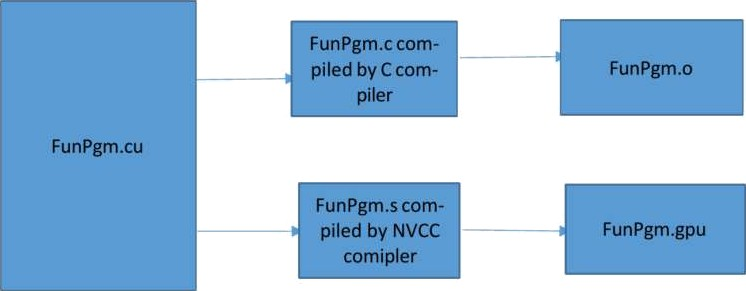 FunPgm.cu
FunPgm.c com-
piled by C com-
piler
FunPgm.o
FunPgm.s com-
piled by NVCC
comipler
FunPgm.gpu